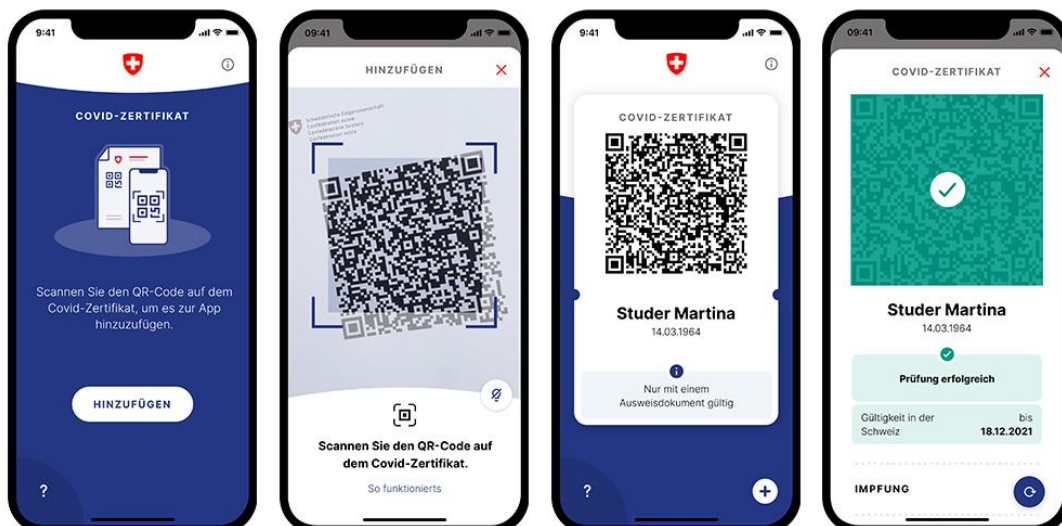 9:41
COVID-ZERTIFIKAT
Scannen Sie den QR-Code auf dem
Covid-Zertifikat, um es zur App
hinzuzufügen.
HINZUFÜGEN
?
09:41
HINZUFÜGEN
Schweizerische Eidgenossenschaft
Confédération suisse
Confederazione Svizzera
Confederaziun svizra
Scannen Sie den QR-Code auf
dem Covid-Zertifikat.
So funktionierts
9:41
COVID-ZERTIFIKAT
Studer Martina
14.03.1964
Nur mit einem
Ausweisdokument gültig
?
09:41
COVID-ZERTIFIKAT
Studer Martina
14.03.1964
Prüfung erfolgreich
Gültigkeit in der bis
Schweiz 18.12.2021
IMPFUNG